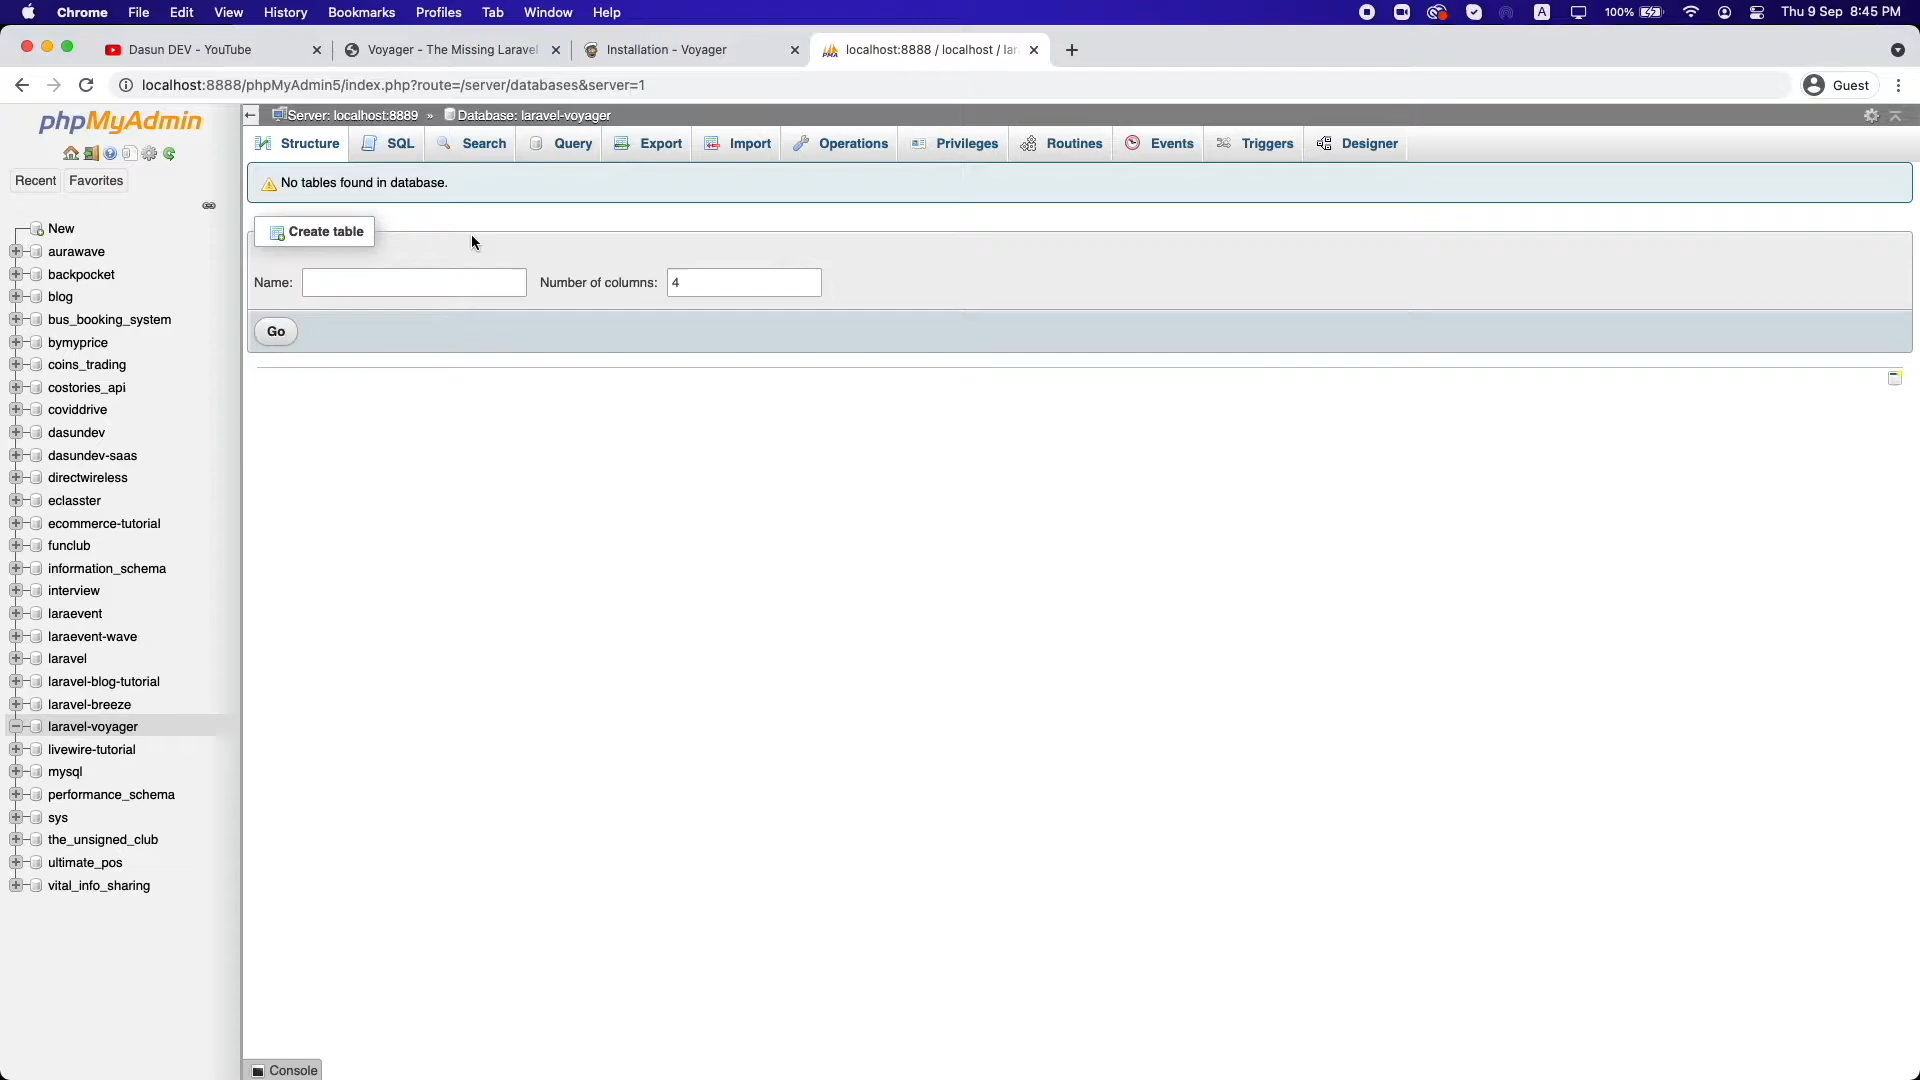 Chrome File Edit View History Bookmarks Profiles Tab Window Help A 100% Thu 9 Sep 8:45 PM
Dasun DEV - YouTube Voyager - The Missing Laravel Installation - Voyager localhost:8888 / localhost / lar
localhost:8888/phpMyAdmin5/index.php?route=/server/databases&server=1 Guest
phpMyAdmin
Server: localhost:8889 » Database: laravel-voyager
Structure SQL Search Query Export Import Operations Privileges Routines Events Triggers Designer
Recent Favorites
No tables found in database.
Create table
Name: Number of columns: 4
Go
New
aurawave
backpocket
blog
bus_booking_system
bymyprice
coins_trading
costories_api
coviddrive
dasundev
dasundev-saas
directwireless
eclasster
ecommerce-tutorial
funclub
information_schema
interview
laraevent
laraevent-wave
laravel
laravel-blog-tutorial
laravel-breeze
laravel-voyager
livewire-tutorial
mysql
performance_schema
sys
the_unsigned_club
ultimate_pos
vital_info_sharing
Console